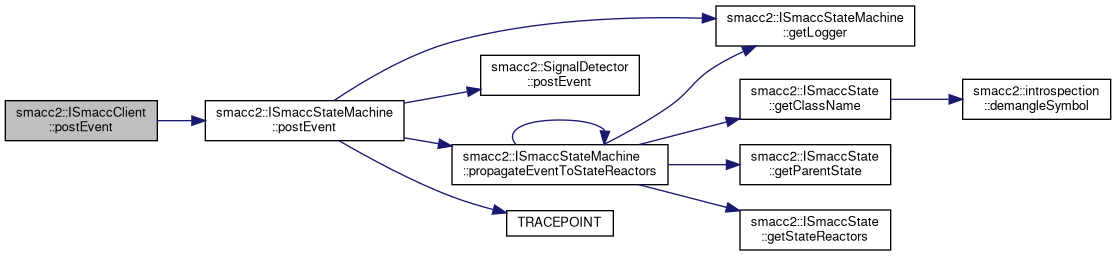 smacc2::ISmaccClient
::postEvent
smacc2::ISmaccStateMachine
::postEvent
smacc2::ISmaccStateMachine
::getLogger
smacc2::SignalDetector
::postEvent
smacc2::ISmaccStateMachine
::propagateEventToStateReactors
TRACEPOINT
smacc2::ISmaccState
::getClassName
smacc2::introspection
::demangleSymbol
smacc2::ISmaccState
::getParentState
smacc2::ISmaccState
::getStateReactors